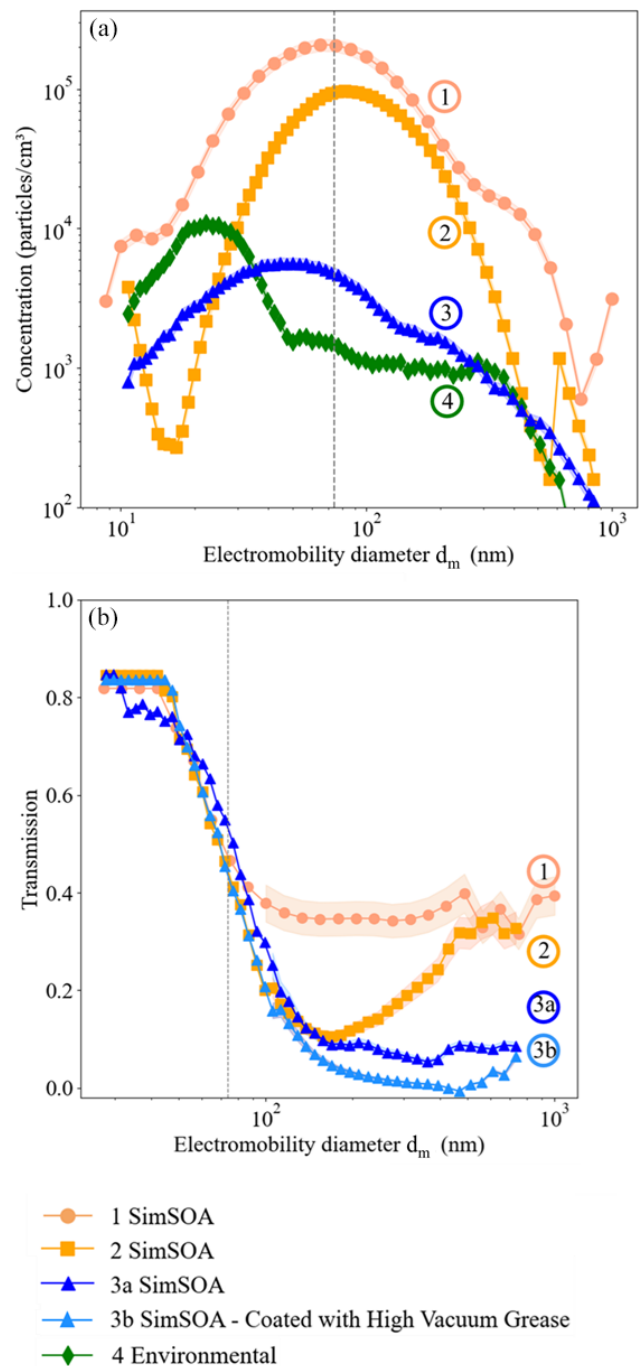 (a)
Concentration (particles/cm³)
10⁵
10⁴
10³
10²
1
2
3
4
10¹ 10² 10³
Electromobility diameter dₘ (nm)
(b)
Transmission
1.0
0.8
0.6
0.4
0.2
0.0
1
2
3a
3b
10² 10³
Electromobility diameter dₘ (nm)
1 SimSOA
2 SimSOA
3a SimSOA
3b SimSOA - Coated with High Vacuum Grease
4 Environmental